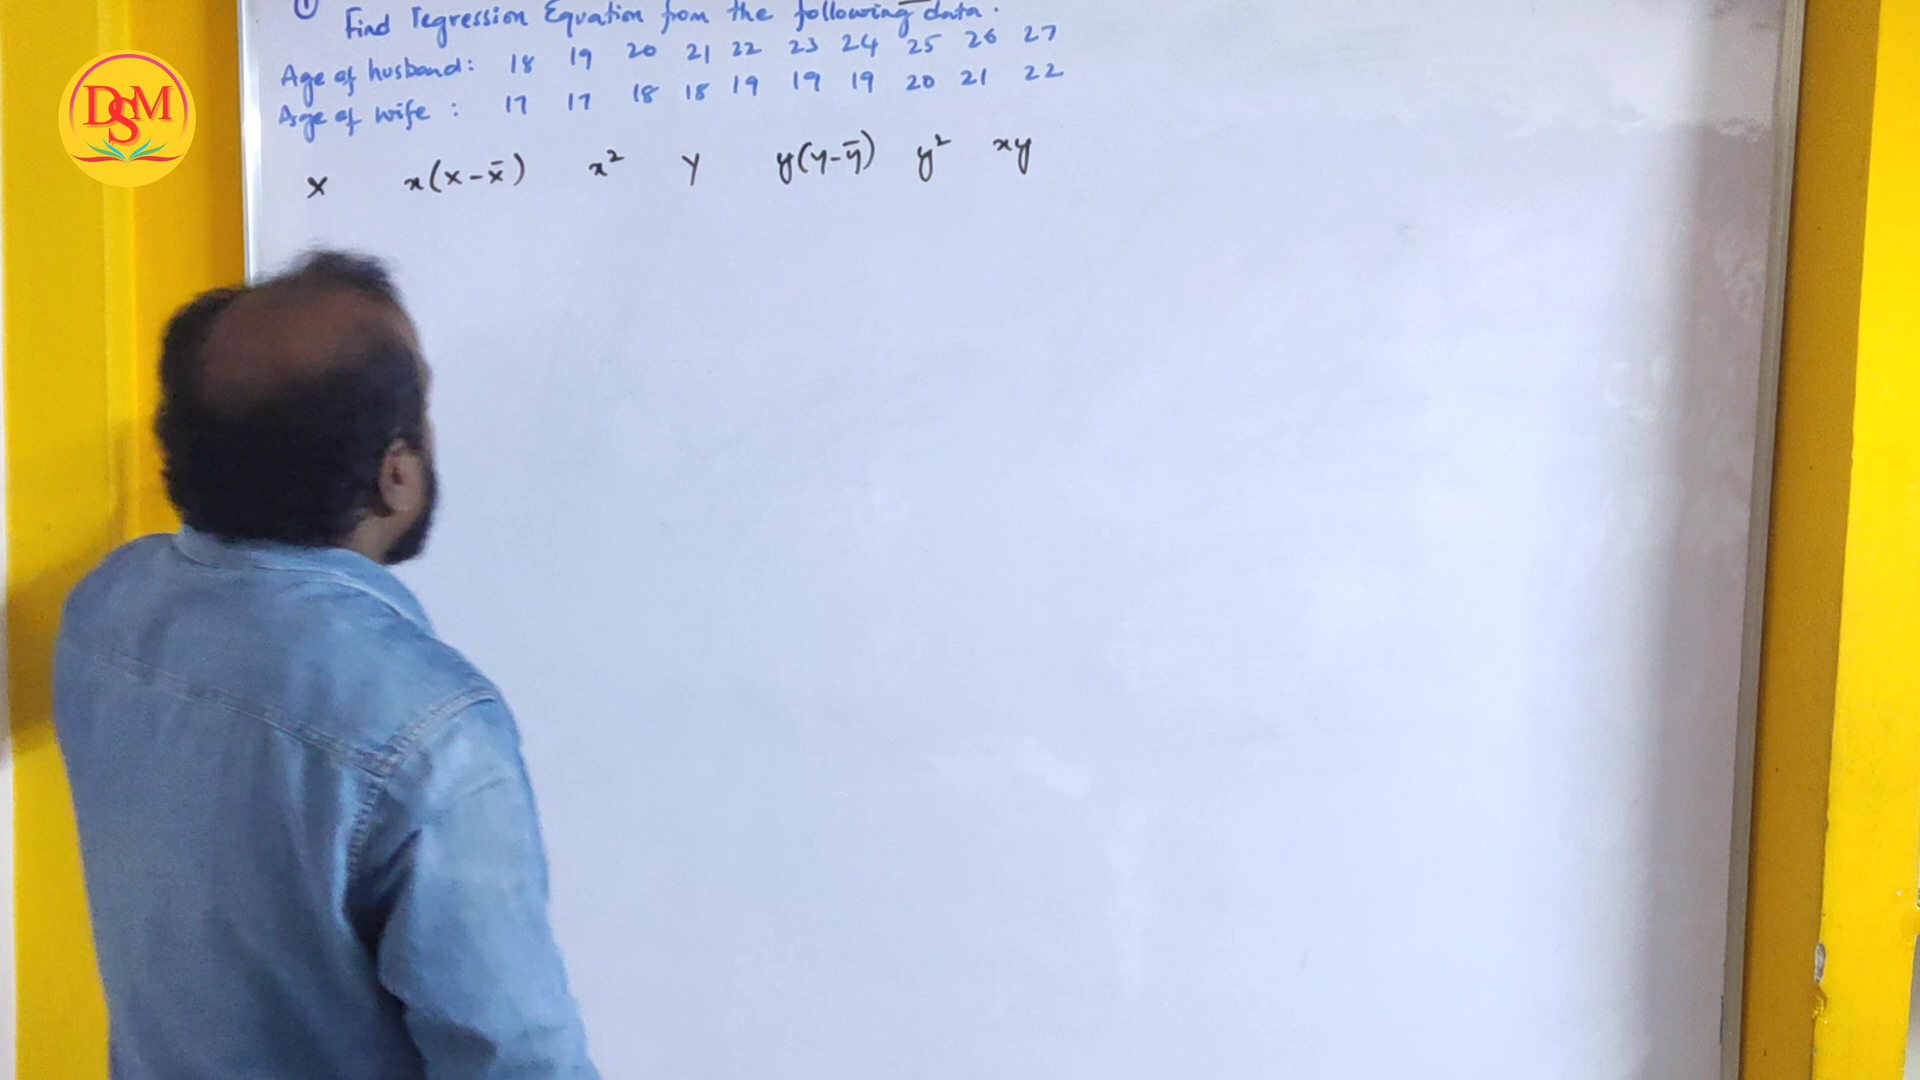 DSM
① Find regression Equation from the following data.
Age of husband: 18 19 20 21 22 23 24 25 26 27
Age of wife : 17 17 18 18 19 19 19 20 21 22
X x(X-x̄) x² Y y(Y-ȳ) y² xy